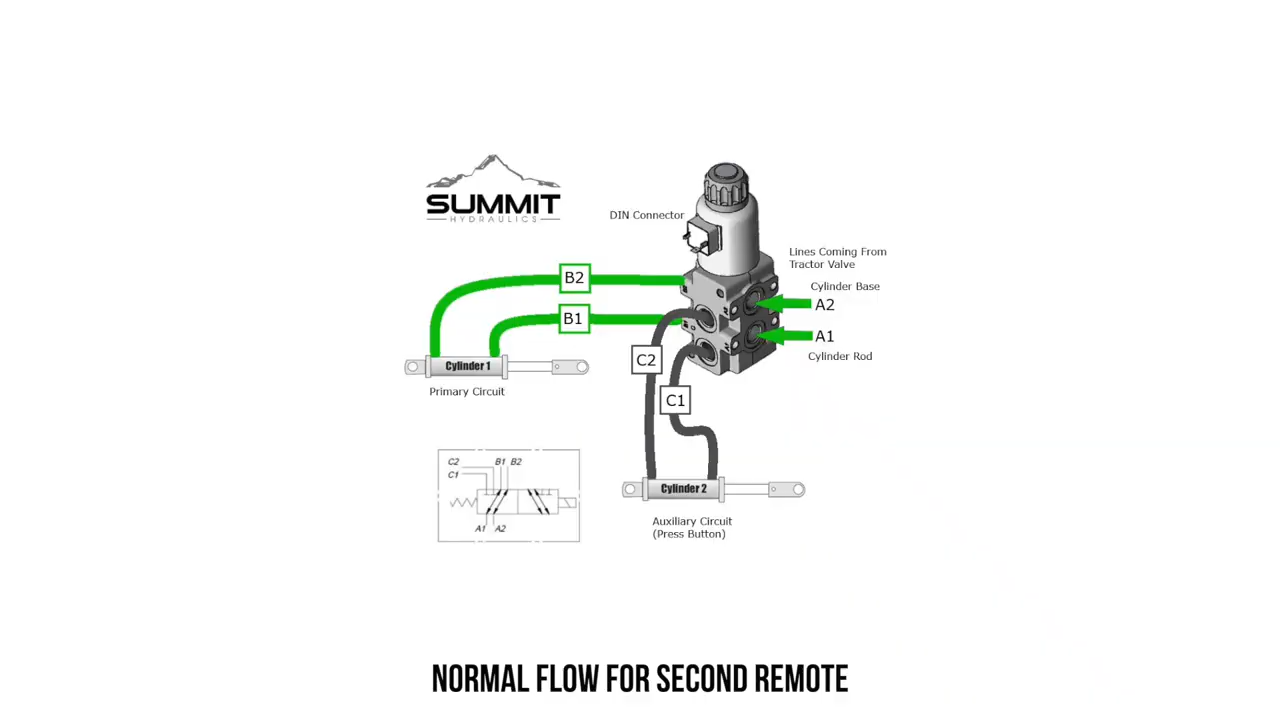 SUMMIT
HYDRAULICS
DIN Connector
Lines Coming From
Tractor Valve
Cylinder Base
A2
A1
Cylinder Rod
B2
B1
Cylinder 1
Primary Circuit
C2
C1
Cylinder 2
Auxiliary Circuit
(Press Button)
C2 B1 B2
C1
A1 A2
NORMAL FLOW FOR SECOND REMOTE